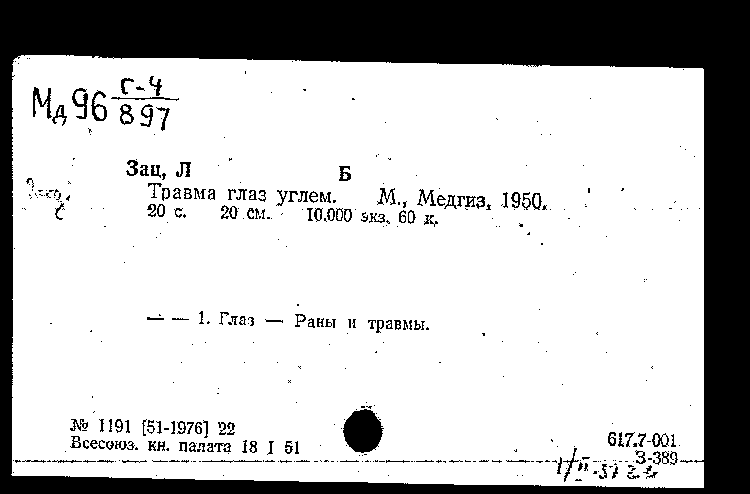 Мд 96 Г-4
897
Зац, Л Б
Травма глаз углем. М., Медгиз, 1950.
20 с. 20 см. 10.000 экз. 60 к.
— — 1. Глаз — Раны и травмы.
№ 1191 [51-1976] 22
Всесоюз. кн. палата 18 I 51
617.7-001
З-389